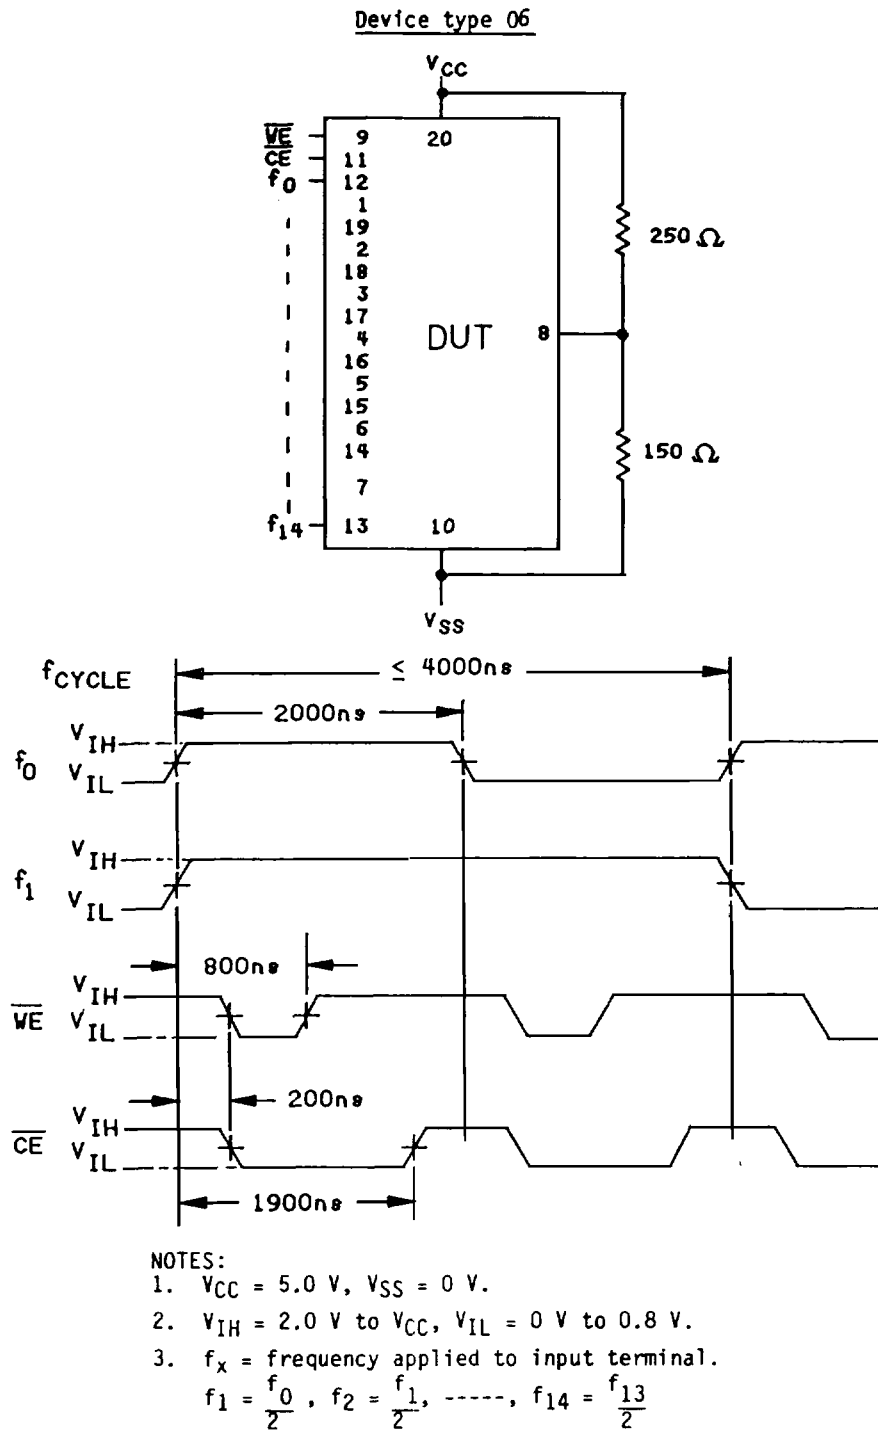 Device type 06
VCC
WE 9 20
CE 11
f0 12
1
19
2
18
3
17
4
16
5
15
6
14
7
f14 13 10
DUT 8
250 Ω
150 Ω
VSS
fCYCLE ≤ 4000ns
2000ns
f0 VIH
VIL
f1 VIH
VIL
800ns
WE VIH
VIL
200ns
CE VIH
VIL
1900ns
NOTES:
1. VCC = 5.0 V, VSS = 0 V.
2. VIH = 2.0 V to VCC, VIL = 0 V to 0.8 V.
3. fx = frequency applied to input terminal.
f1 = f0/2 , f2 = f1/2, -----, f14 = f13/2